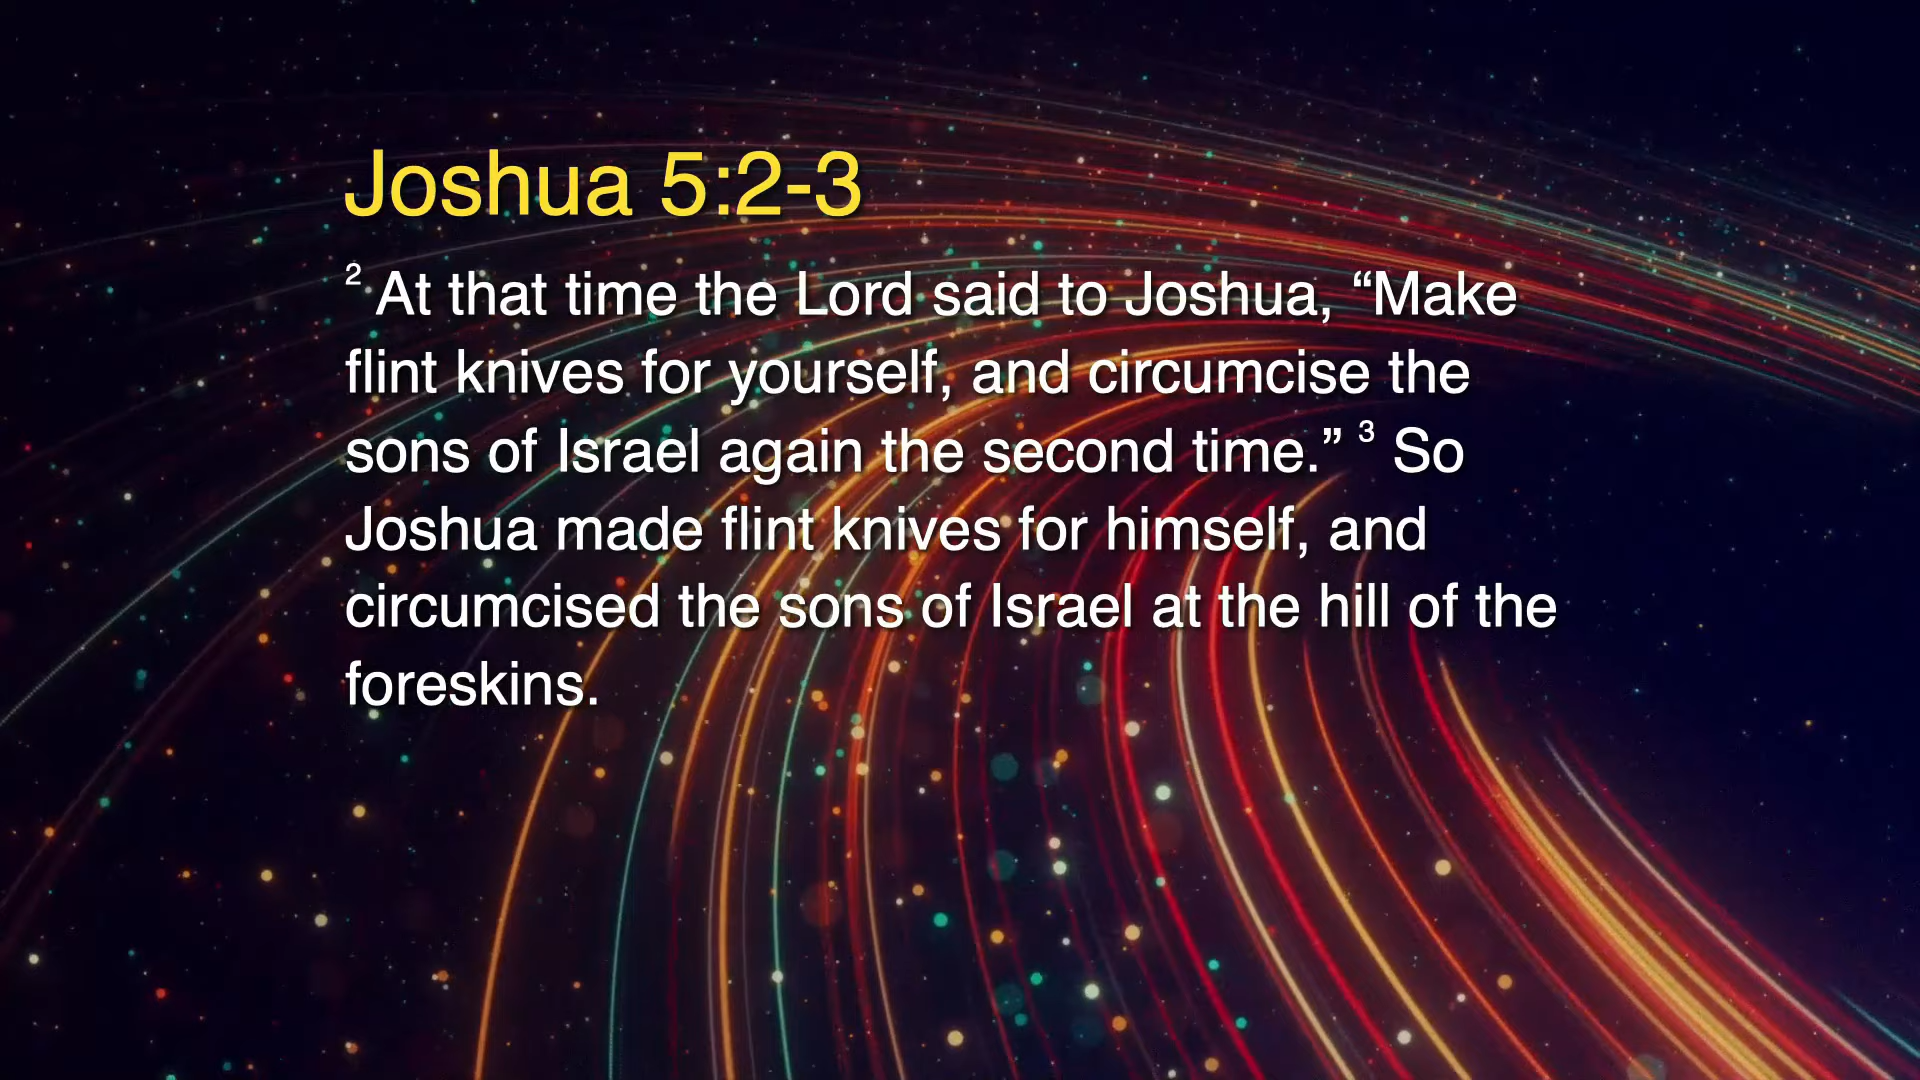 Joshua 5:2-3
2 At that time the Lord said to Joshua, “Make
flint knives for yourself, and circumcise the
sons of Israel again the second time.” 3 So
Joshua made flint knives for himself, and
circumcised the sons of Israel at the hill of the
foreskins.